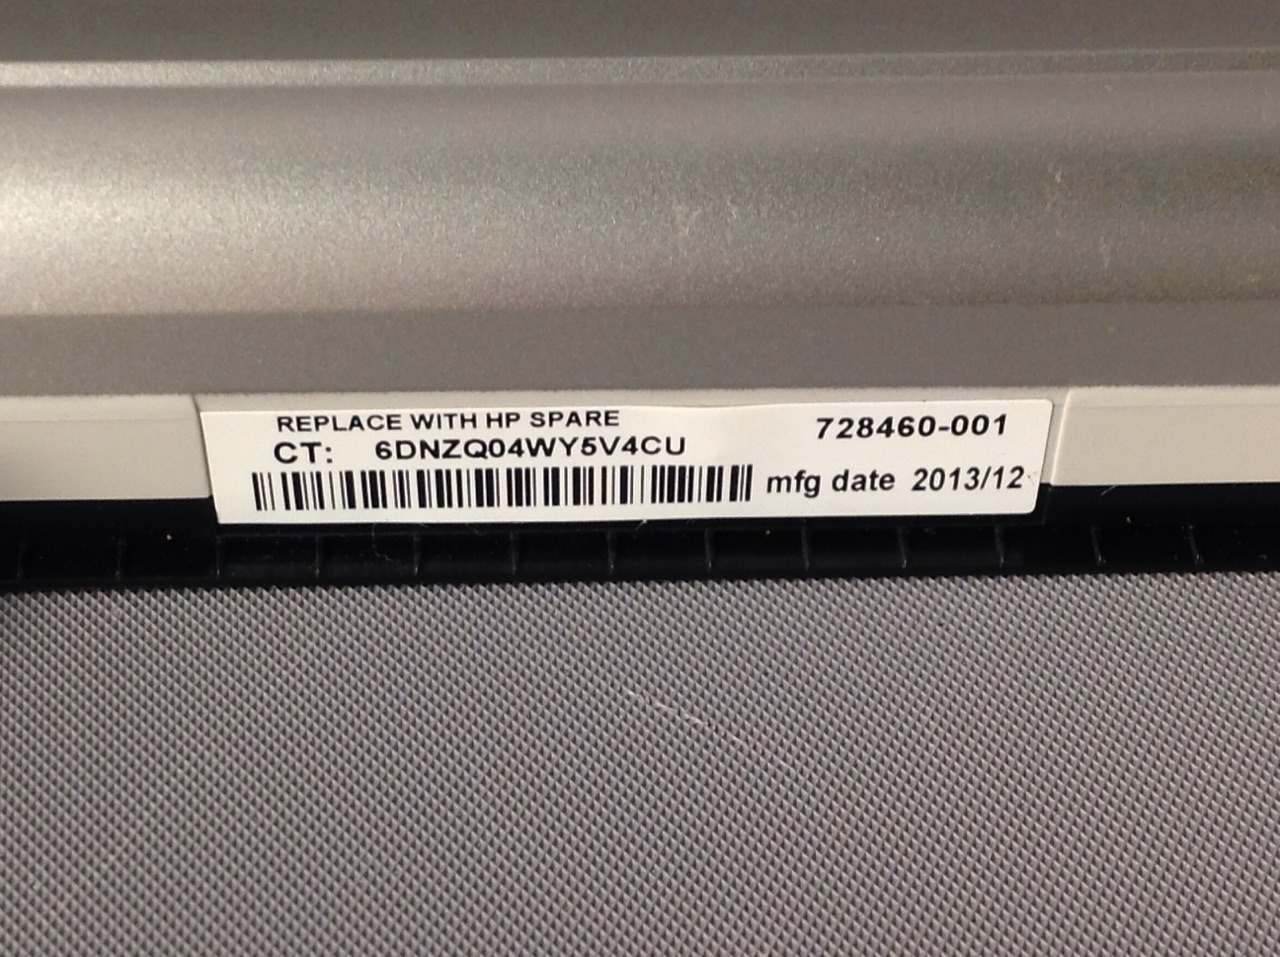 REPLACE WITH HP SPARE
728460-001
CT: 6DNZQ04WY5V4CU
mfg date 2013/12